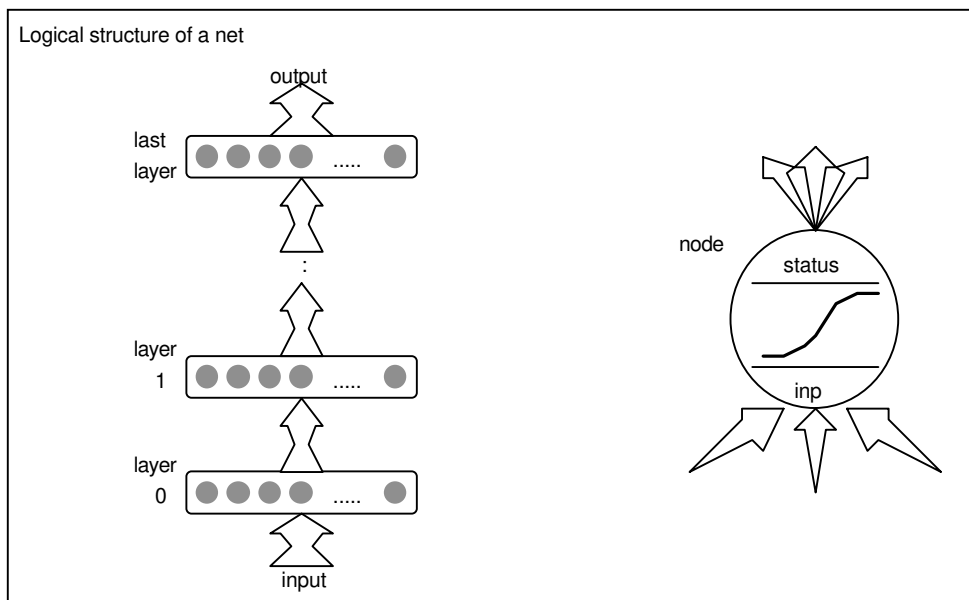 Logical structure of a net
output
last
layer
.....
:
layer
1
.....
layer
0
.....
input
node
status
inp